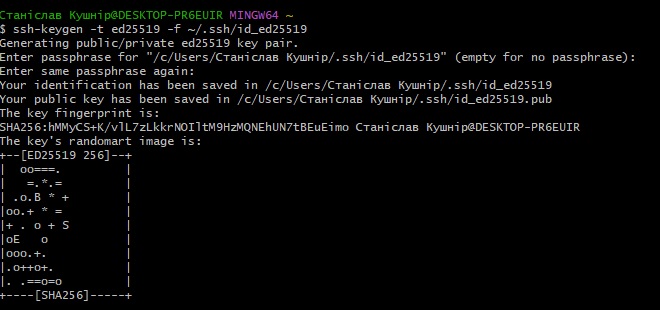 Станіслав Кушнір@DESKTOP-PR6EUIR MINGW64 ~
$ ssh-keygen -t ed25519 -f ~/.ssh/id_ed25519
Generating public/private ed25519 key pair.
Enter passphrase for "/c/Users/Станіслав Кушнір/.ssh/id_ed25519" (empty for no passphrase):
Enter same passphrase again:
Your identification has been saved in /c/Users/Станіслав Кушнір/.ssh/id_ed25519
Your public key has been saved in /c/Users/Станіслав Кушнір/.ssh/id_ed25519.pub
The key fingerprint is:
SHA256:hMMyCS+K/vlL7zLkkrNOIltM9HzMQNEhUN7tBEuEimo Станіслав Кушнір@DESKTOP-PR6EUIR
The key's randomart image is:
+--[ED25519 256]--+
|  oo===.         |
|   =.*.=         |
| .o.B * +        |
|oo.+ * =         |
|+ . o + S        |
|oE   o           |
|ooo.+.           |
|.o++o+.          |
|. .==o=o         |
+----[SHA256]-----+